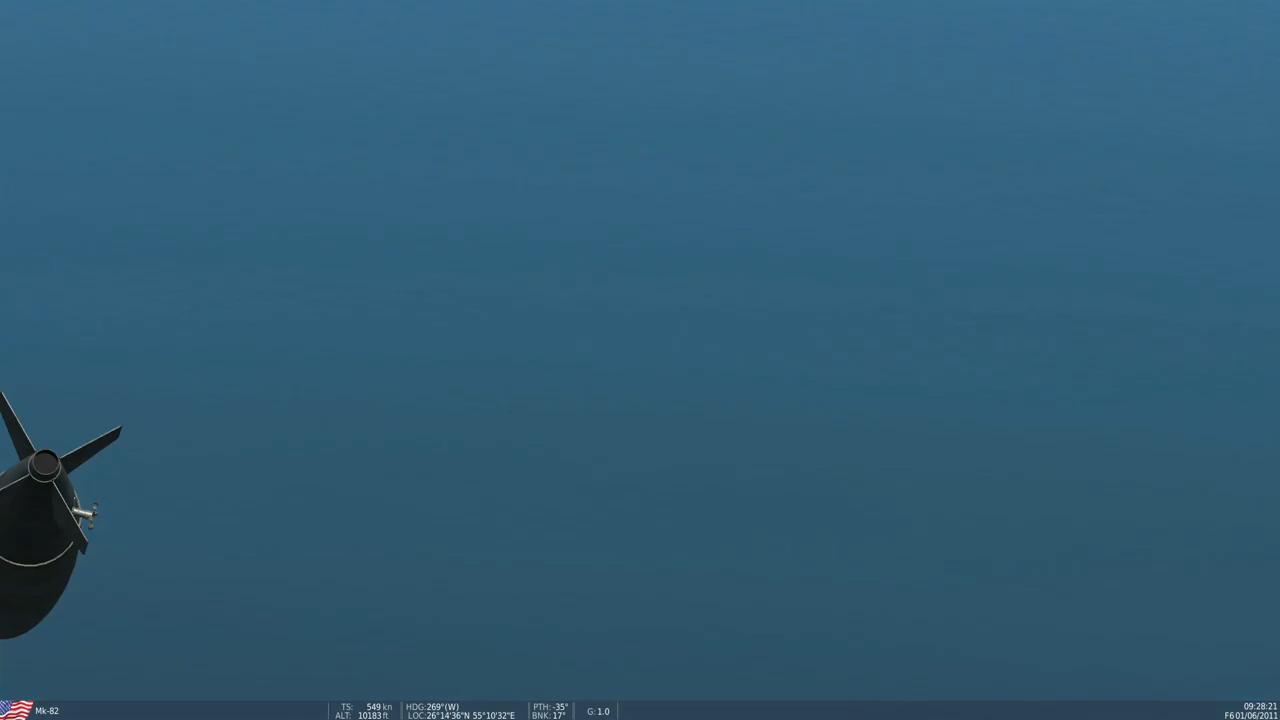 Mk-82
TS: 549 kn
ALT: 10183 ft
HDG: 269°(W)
LOC: 26°14'36"N 55°10'32"E
PTH: -35°
BNK: 17°
G: 1.0
09:28:21
F6 01/06/2011